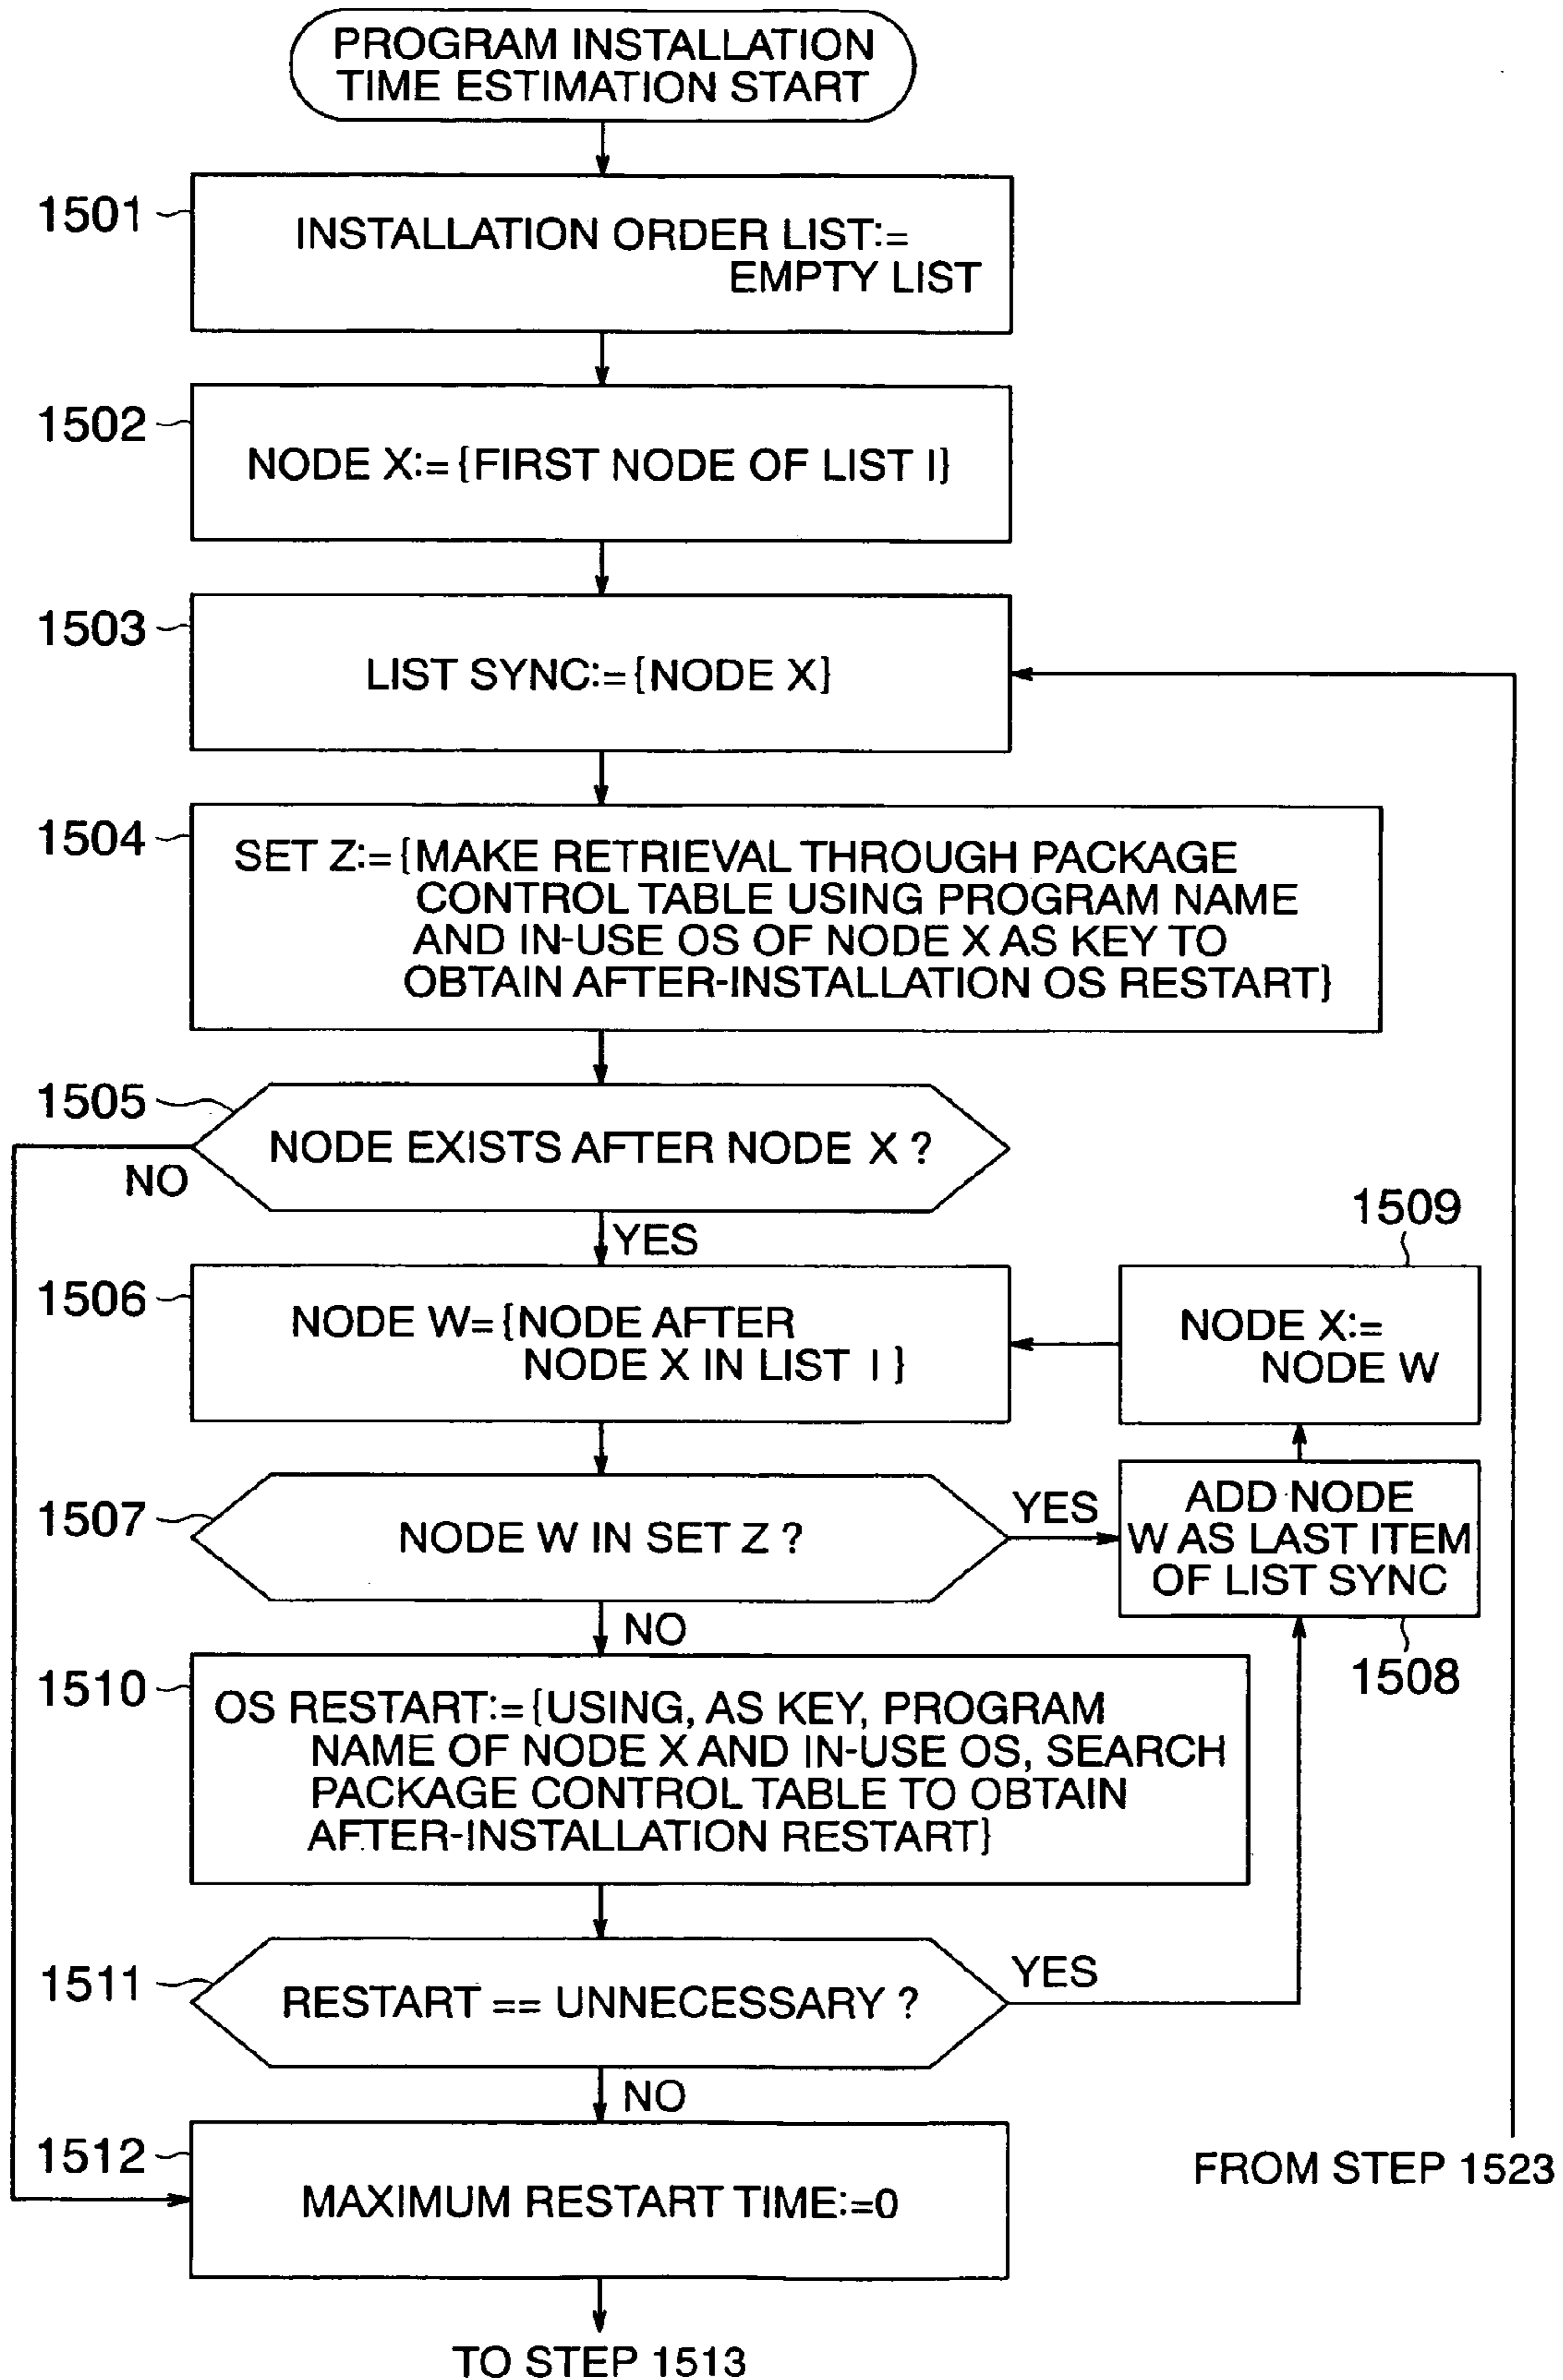 PROGRAM INSTALLATION
TIME ESTIMATION START
1501
INSTALLATION ORDER LIST:=
EMPTY LIST
1502
NODE X:={FIRST NODE OF LIST I}
1503
LIST SYNC:={NODE X}
1504
SET Z:={MAKE RETRIEVAL THROUGH PACKAGE
CONTROL TABLE USING PROGRAM NAME
AND IN-USE OS OF NODE X AS KEY TO
OBTAIN AFTER-INSTALLATION OS RESTART}
1505
NODE EXISTS AFTER NODE X ?
NO
YES
1506
NODE W={NODE AFTER
NODE X IN LIST I }
1509
NODE X:=
NODE W
1507
NODE W IN SET Z ?
YES
ADD NODE
W AS LAST ITEM
OF LIST SYNC
1508
NO
1510
OS RESTART:={USING, AS KEY, PROGRAM
NAME OF NODE X AND IN-USE OS, SEARCH
PACKAGE CONTROL TABLE TO OBTAIN
AFTER-INSTALLATION RESTART}
1511
RESTART == UNNECESSARY ?
YES
NO
1512
MAXIMUM RESTART TIME:=0
FROM STEP 1523
TO STEP 1513